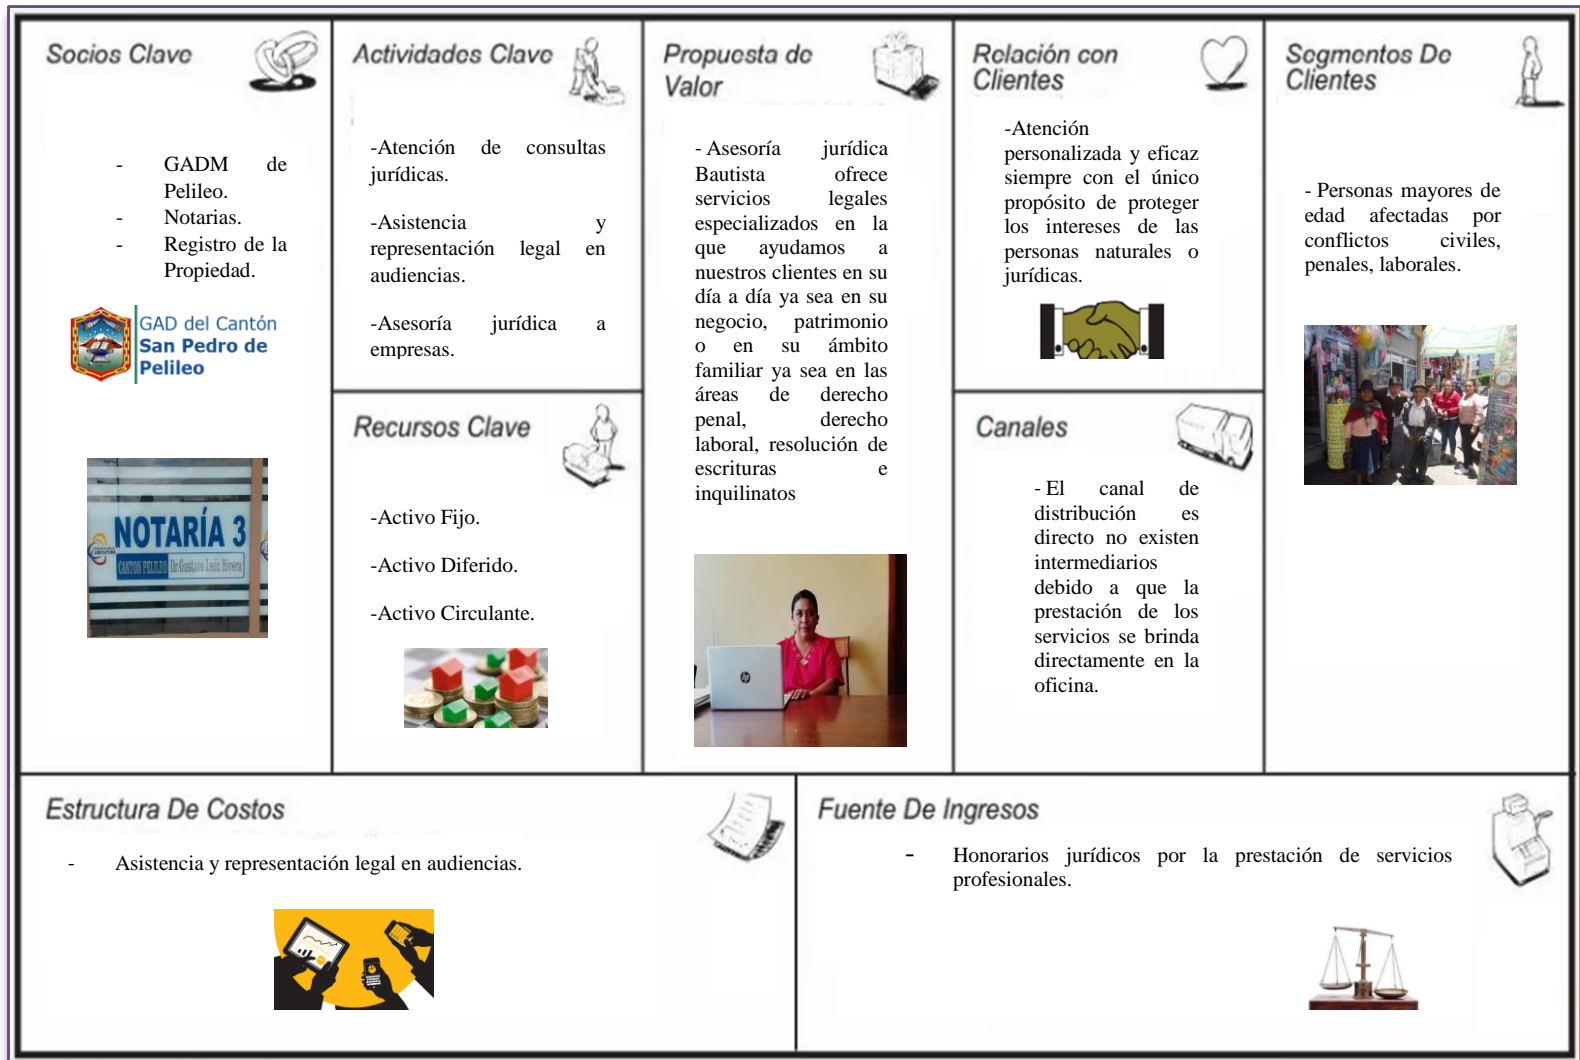 Socios Clave
- GADM de
Pelileo.
- Notarias.
- Registro de la
Propiedad.
GAD del Cantón
San Pedro de
Pelileo
NOTARÍA 3
CANTÓN PELILEO Dr. Gustavo León Rivera
Actividades Clave
-Atención de consultas
jurídicas.
-Asistencia y
representación legal en
audiencias.
-Asesoría jurídica a
empresas.
Recursos Clave
-Activo Fijo.
-Activo Diferido.
-Activo Circulante.
Propuesta de
Valor
- Asesoría jurídica
Bautista ofrece
servicios legales
especializados en la
que ayudamos a
nuestros clientes en su
día a día ya sea en su
negocio, patrimonio
o en su ámbito
familiar ya sea en las
áreas de derecho
penal, derecho
laboral, resolución de
escrituras e
inquilinatos
hp
Relación con
Clientes
-Atención
personalizada y eficaz
siempre con el único
propósito de proteger
los intereses de las
personas naturales o
jurídicas.
Canales
- El canal de
distribución es
directo no existen
intermediarios
debido a que la
prestación de los
servicios se brinda
directamente en la
oficina.
Segmentos De
Clientes
- Personas mayores de
edad afectadas por
conflictos civiles,
penales, laborales.
Estructura De Costos
- Asistencia y representación legal en audiencias.
Fuente De Ingresos
- Honorarios jurídicos por la prestación de servicios
profesionales.